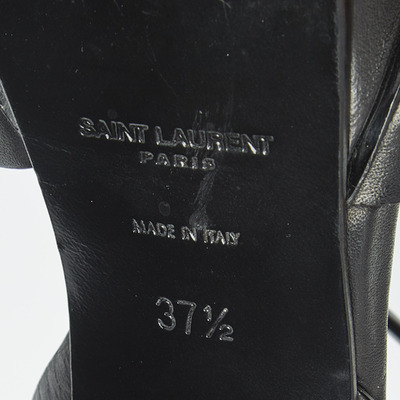 SAINT LAURENT
PARIS
MADE IN ITALY
37½